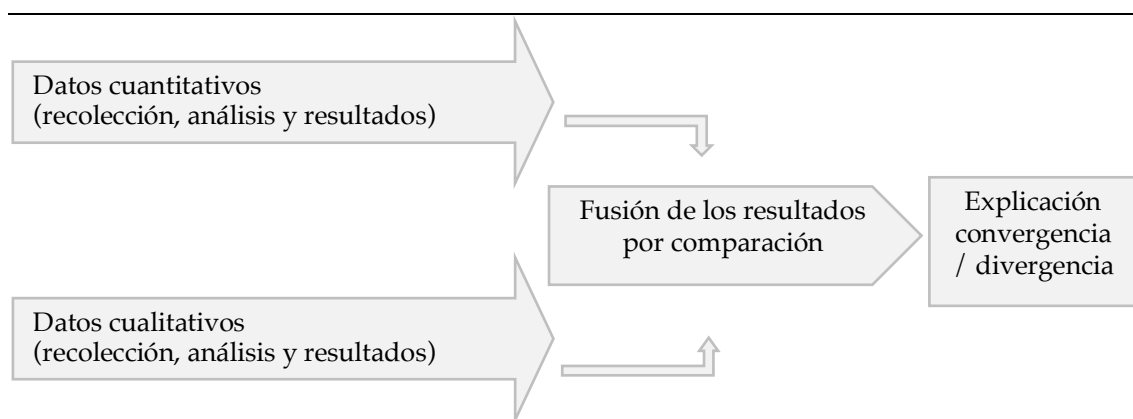 Datos cuantitativos
(recolección, análisis y resultados)
Fusión de los resultados
por comparación
Explicación
convergencia
/ divergencia
Datos cualitativos
(recolección, análisis y resultados)